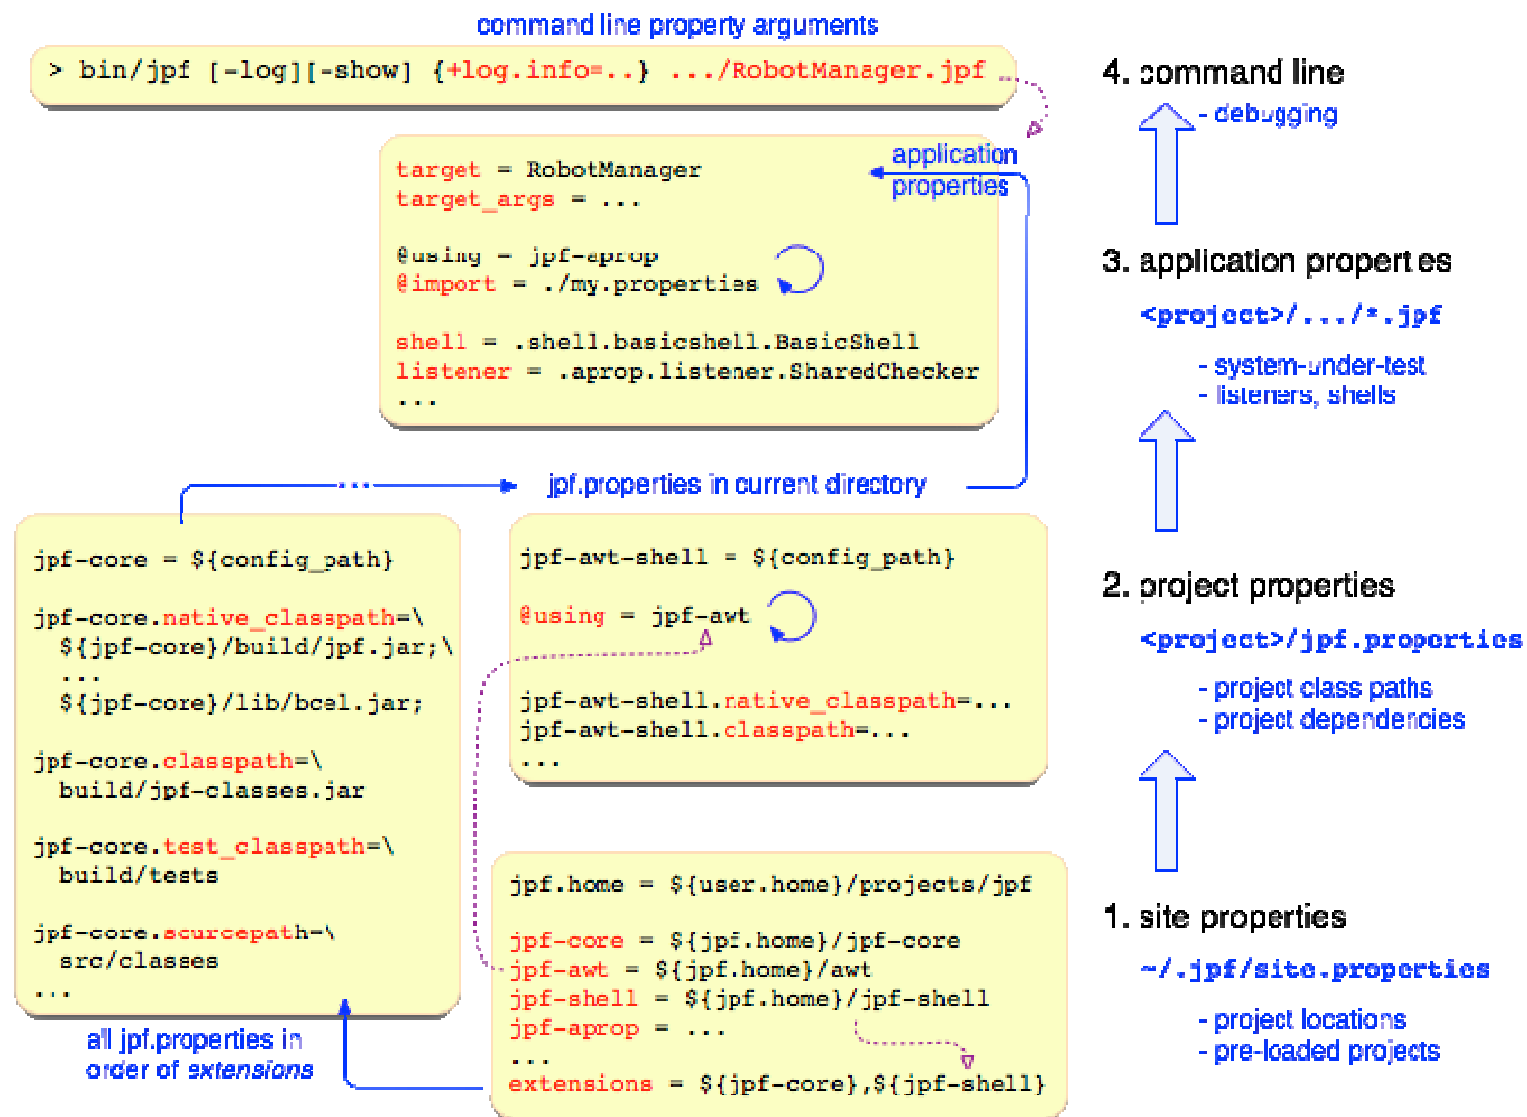 command line property arguments
> bin/jpf [-log][-show] {+log.info=..} .../RobotManager.jpf
target = RobotManager
target_args = ...
@using = jpf-aprop
@import = ./my.properties
shell = .shell.basicshell.BasicShell
listener = .aprop.listener.SharedChecker
...
application
properties
... jpf.properties in current directory
jpf-core = ${config_path}
jpf-core.native_classpath=\
${jpf-core}/build/jpf.jar;\
...
${jpf-core}/lib/bcel.jar;
jpf-core.classpath=\
build/jpf-classes.jar
jpf-core.test_classpath=\
build/tests
jpf-core.sourcepath=\
src/classes
...
all jpf.properties in
order of extensions
jpf-awt-shell = ${config_path}
@using = jpf-awt
jpf-awt-shell.native_classpath=...
jpf-awt-shell.classpath=...
...
jpf.home = ${user.home}/projects/jpf
jpf-core = ${jpf.home}/jpf-core
jpf-awt = ${jpf.home}/awt
jpf-shell = ${jpf.home}/jpf-shell
jpf-aprop = ...
...
extensions = ${jpf-core},${jpf-shell}
4. command line
- debugging
3. application properties
<project>/.../*.jpf
- system-under-test
- listeners, shells
2. project properties
<project>/jpf.properties
- project class paths
- project dependencies
1. site properties
~/.jpf/site.properties
- project locations
- pre-loaded projects